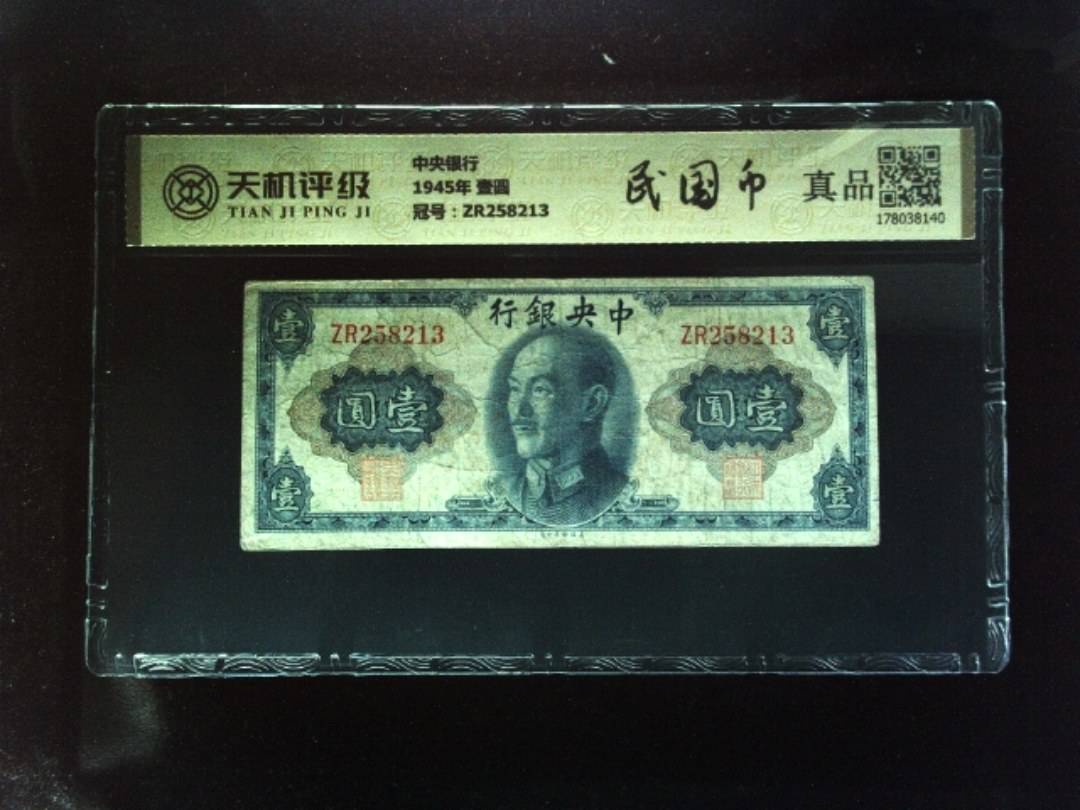 天机评级
TIAN JI PING JI
中央银行
1945年 壹圆
冠号：ZR258213
民国币
真品
178038140
行銀央中
壹
壹
ZR258213
ZR258213
圓壹
圓壹
壹
壹